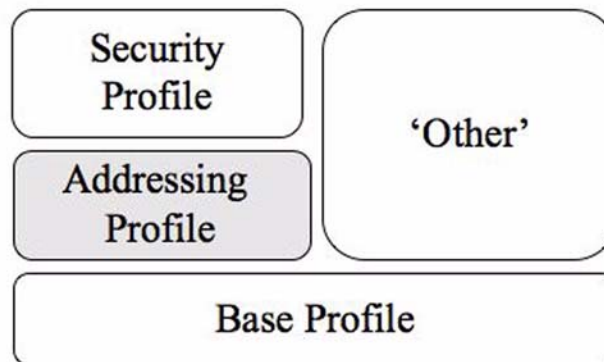 Security
Profile
‘Other’
Addressing
Profile
Base Profile